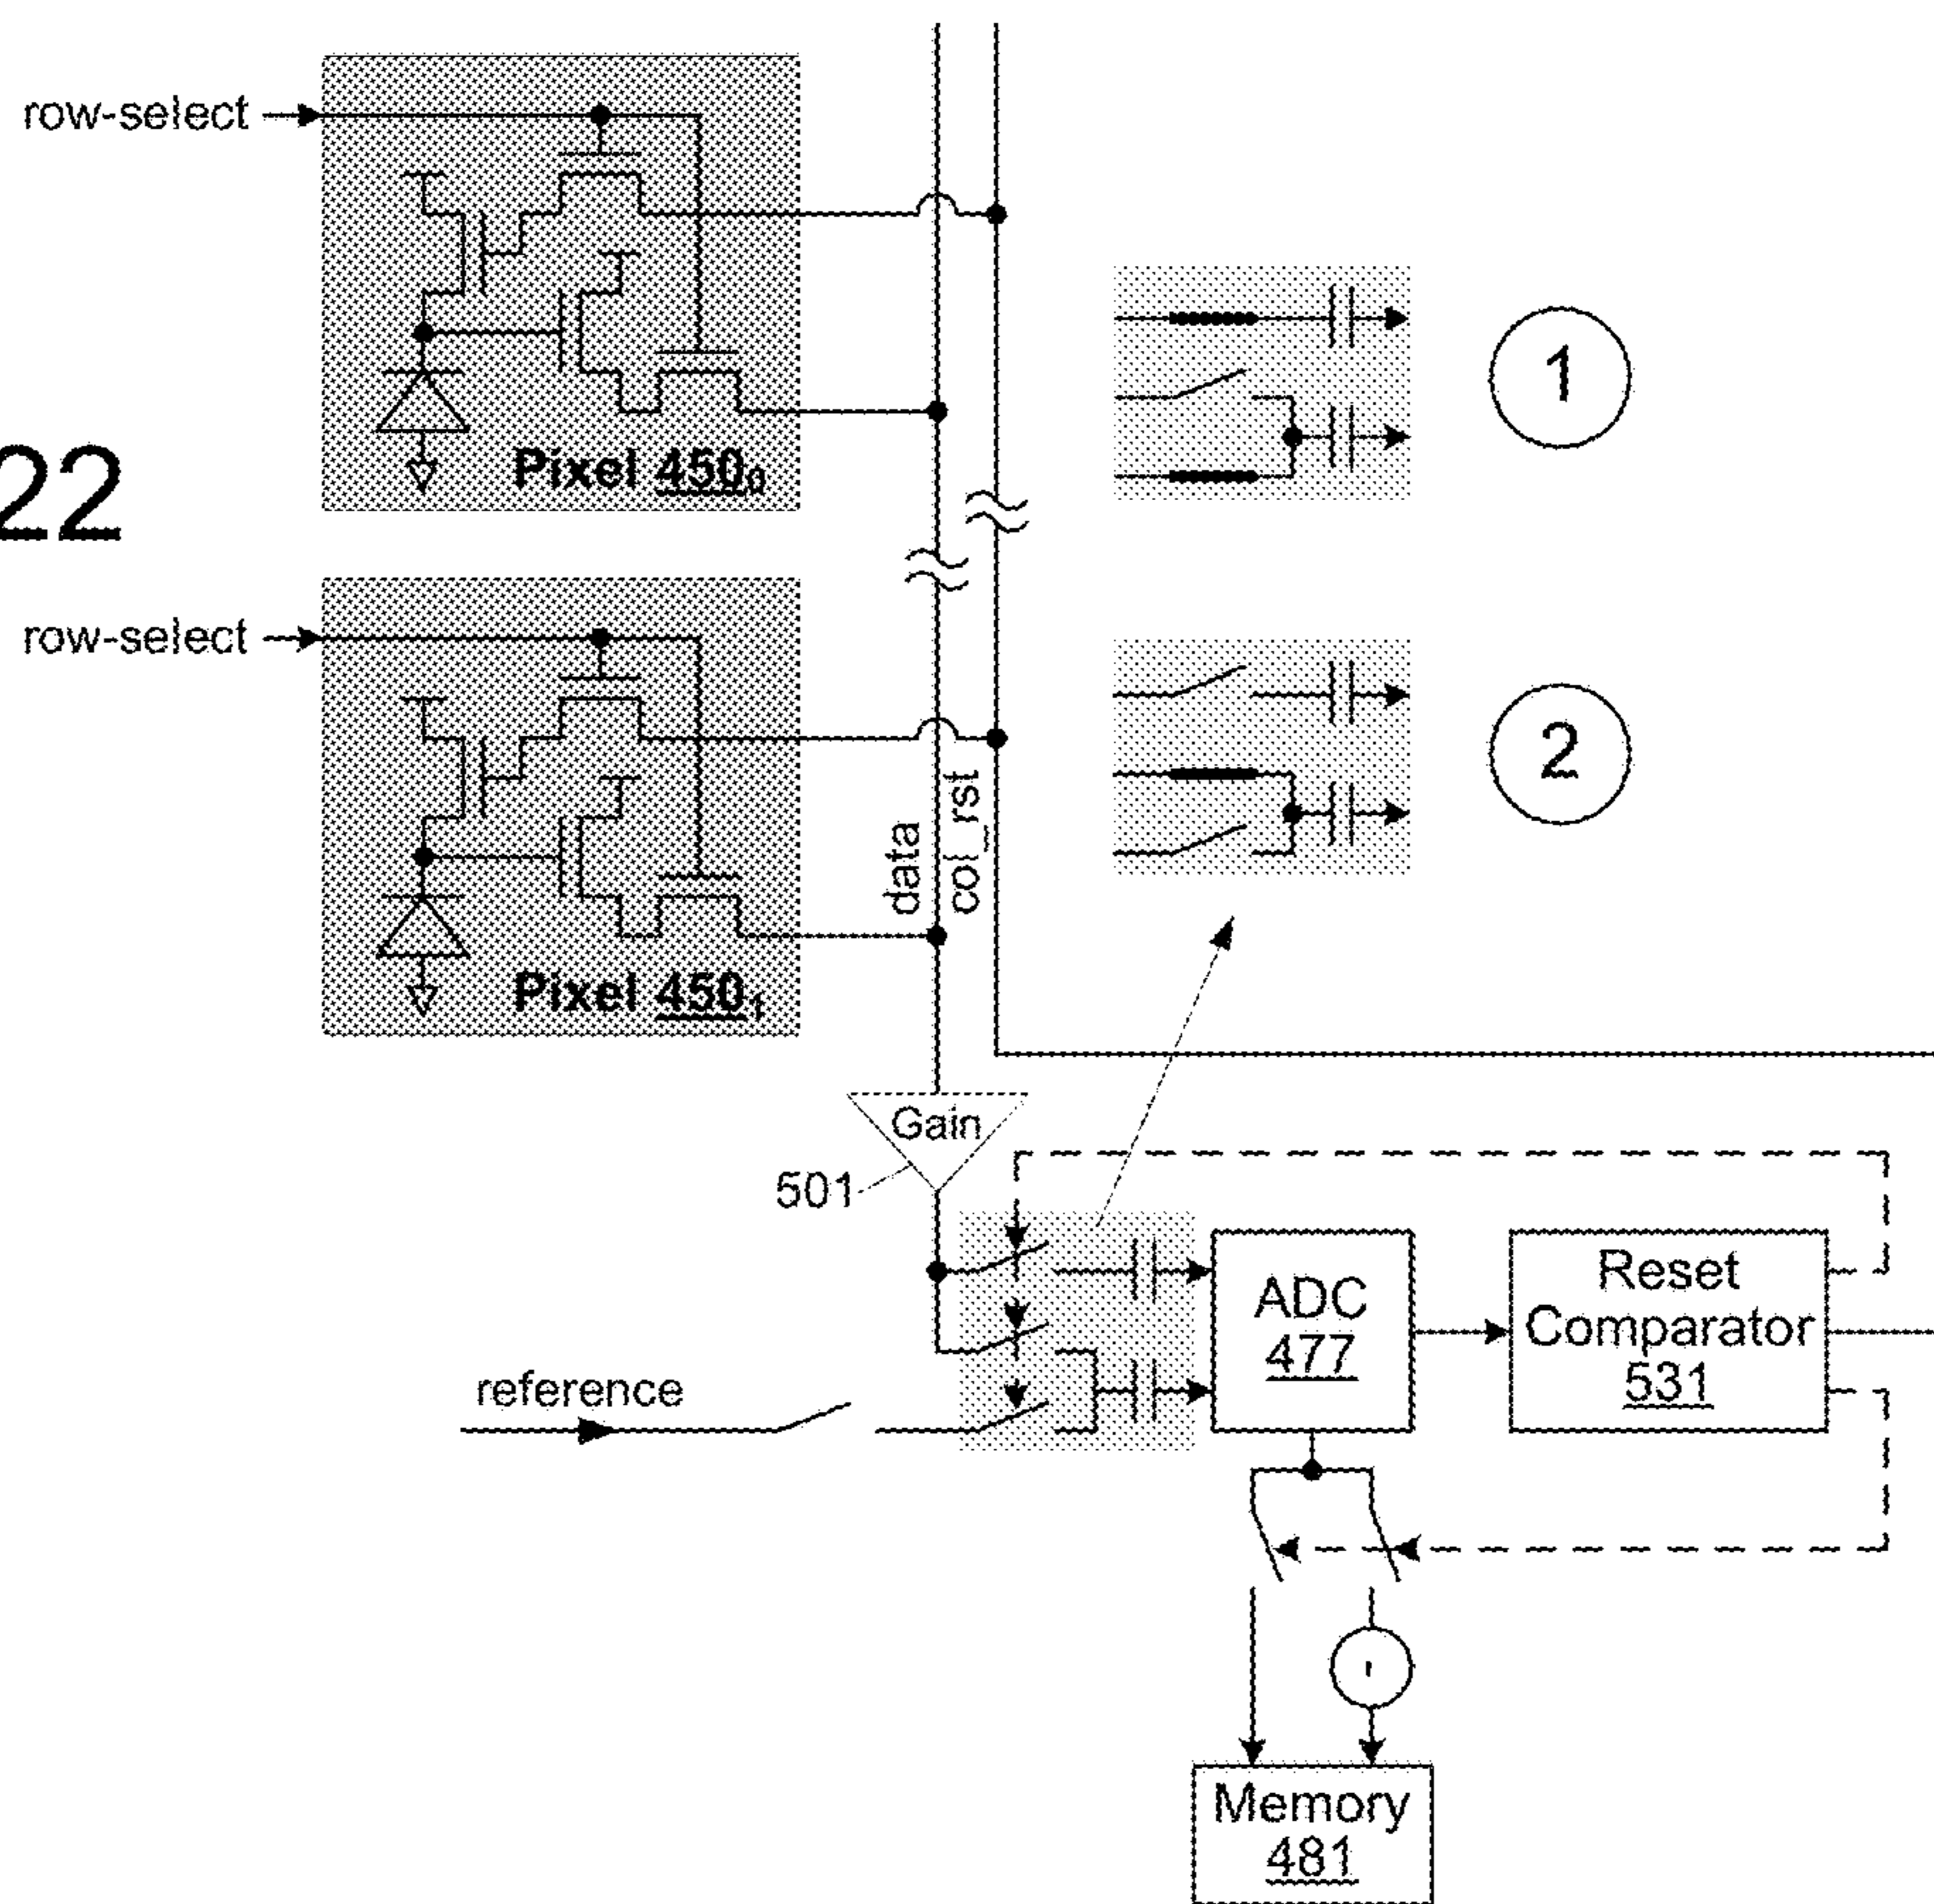 row-select
Pixel 450₀
1
22
row-select
2
data
col_rst
Pixel 450₁
Gain
501
Reset
Comparator
531
ADC
477
reference
-
Memory
481